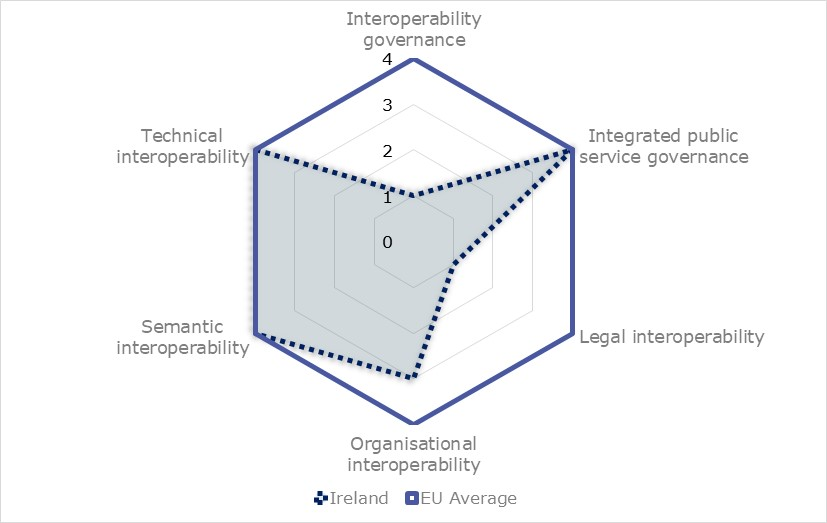 Interoperability
governance
4
3
2
1
0
Technical
interoperability
Integrated public
service governance
Semantic
interoperability
Legal interoperability
Organisational
interoperability
Ireland EU Average